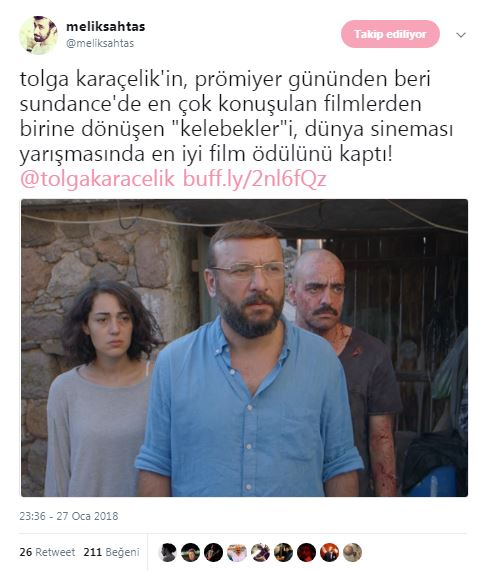 meliksahtas
@meliksahtas
Takip ediliyor
tolga karaçelik'in, prömiyer gününden beri
sundance'de en çok konuşulan filmlerden
birine dönüşen "kelebekler"i, dünya sineması
yarışmasında en iyi film ödülünü kaptı!
@tolgakaracelik buff.ly/2nl6fQz
23:36 - 27 Oca 2018
26 Retweet 211 Beğeni